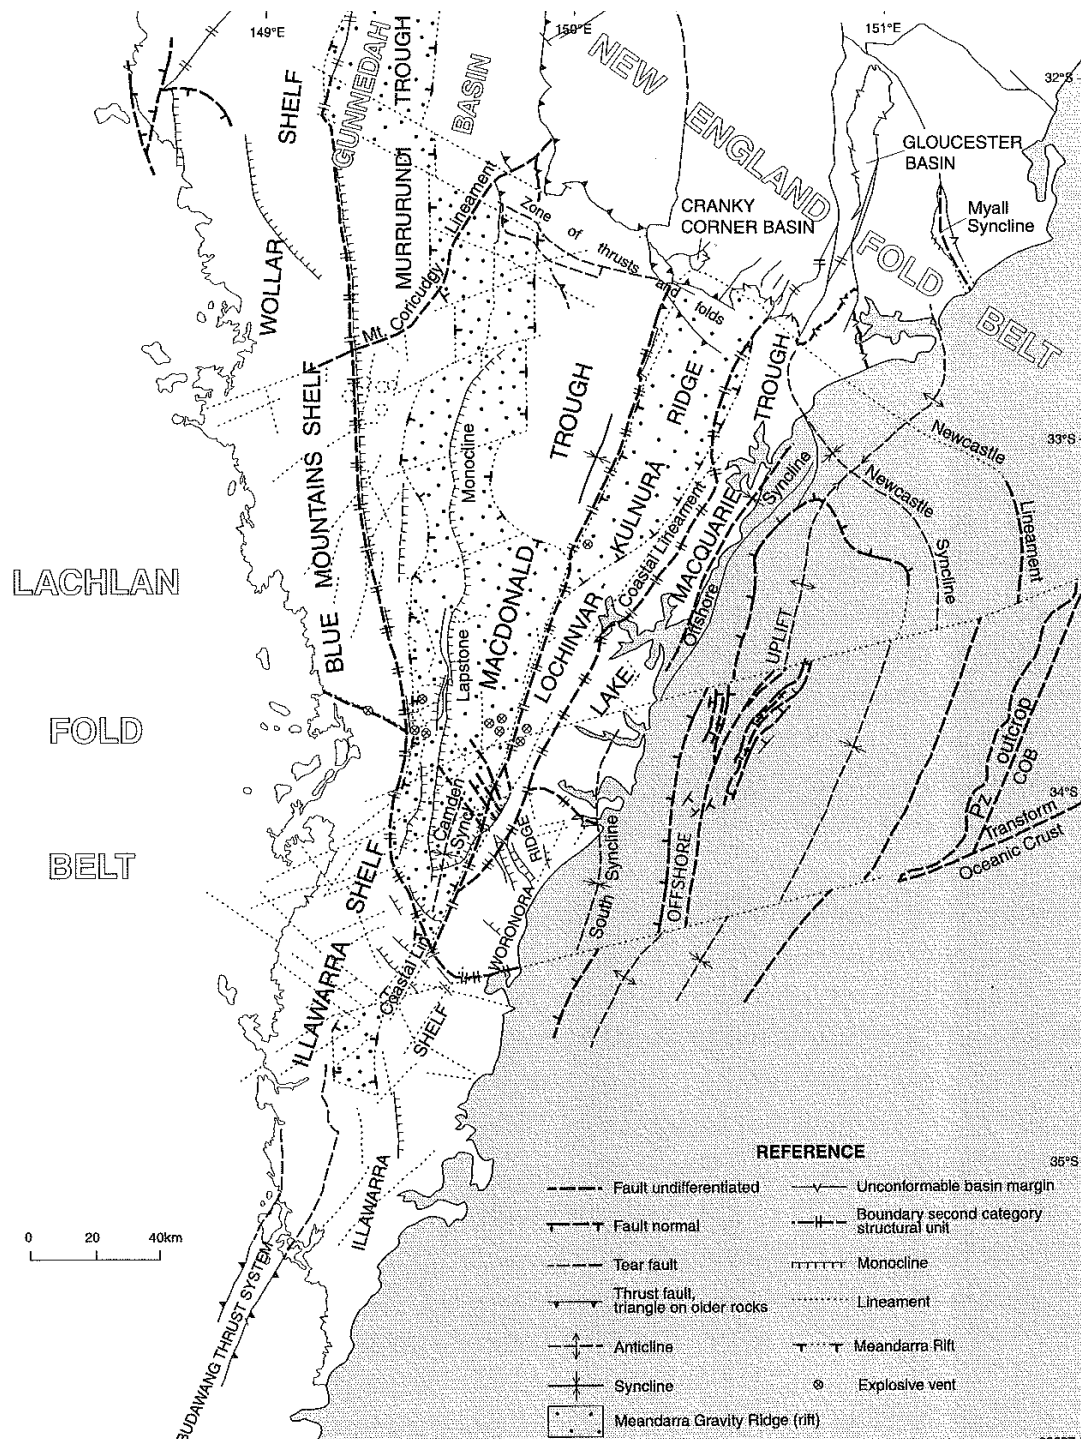 149°E
150°E
151°E
32°S
33°S
34°S
35°S
NEW
ENGLAND
FOLD
BELT
SHELF
WOLLAR
GUNNEDAH
BASIN
MURRURUNDI TROUGH
Mt. Coricudgy Lineament
Zone of thrusts and folds
CRANKY
CORNER BASIN
GLOUCESTER
BASIN
Myall
Syncline
BLUE MOUNTAINS SHELF
Lapstone Monocline
MACDONALD TROUGH
LOCHINVAR KULNURA RIDGE
Coastal Lineament
LAKE MACQUARIE TROUGH
Offshore Syncline
Newcastle Lineament
Newcastle Syncline
OFFSHORE UPLIFT
PZ outcrop
COB
Transform
Oceanic Crust
LACHLAN
FOLD
BELT
Camden
Syncl
WORONORA RIDGE
South Syncline
ILLAWARRA SHELF
Coastal Lin
ILLAWARRA SHELF
BUDAWANG THRUST SYSTEM
0 20 40km
REFERENCE
Fault undifferentiated
Fault normal
Tear fault
Thrust fault,
triangle on older rocks
Anticline
Syncline
Meandarra Gravity Ridge (rift)
Unconformable basin margin
Boundary second category
structural unit
Monocline
Lineament
Meandarra Rift
Explosive vent